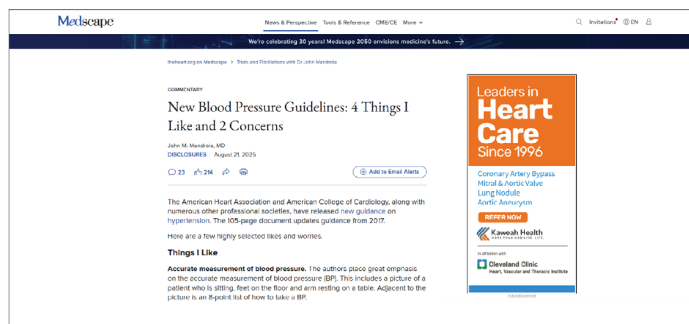 Medscape
News & Perspective Tools & Reference CME/CE More
Invitations EN
We're celebrating 30 years! Medscape 2050 envisions medicine's future. →
theheart.org on Medscape > Trials and Fibrillations with Dr John Mandrola
COMMENTARY
New Blood Pressure Guidelines: 4 Things I
Like and 2 Concerns
John M. Mandrola, MD
DISCLOSURES August 21, 2025
23 214
Add to Email Alerts
The American Heart Association and American College of Cardiology, along with
numerous other professional societies, have released new guidance on
hypertension. The 105-page document updates guidance from 2017.
Here are a few highly selected likes and worries.
Things I Like
Accurate measurement of blood pressure. The authors place great emphasis
on the accurate measurement of blood pressure (BP). This includes a picture of a
patient who is sitting, feet on the floor and arm resting on a table. Adjacent to the
picture is an 8-point list of how to take a BP.
Leaders in
Heart
Care
Since 1996
Coronary Artery Bypass
Mitral & Aortic Valve
Lung Nodule
Aortic Aneurysm
REFER NOW
Kaweah Health
MORE THAN MEDICINE. LIFE.
In affiliation with
Cleveland Clinic
Heart, Vascular and Thoracic Institute
Advertisement